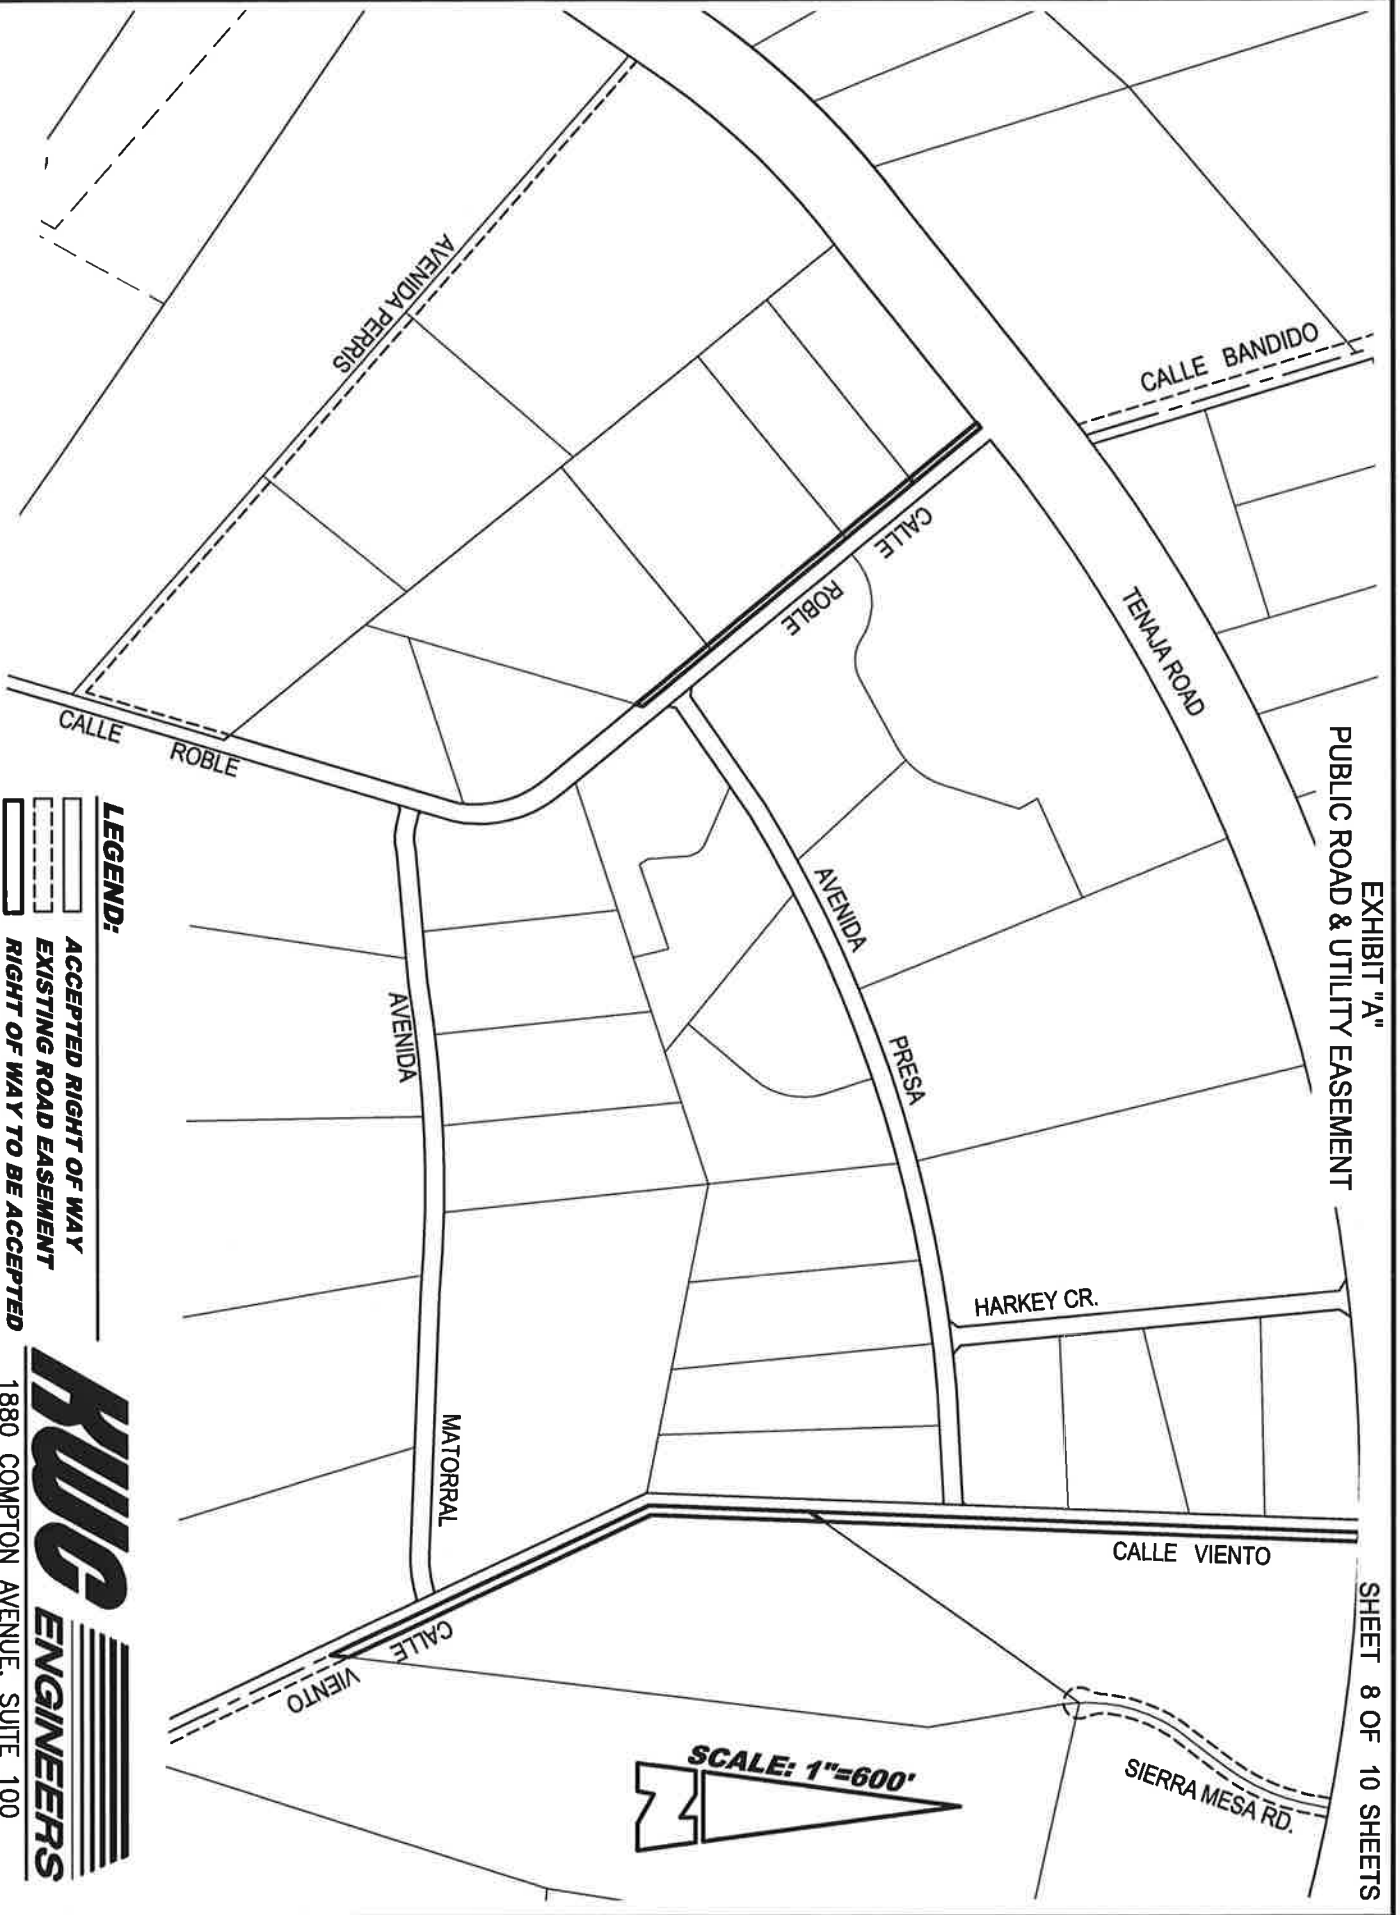 EXHIBIT "A"
PUBLIC ROAD & UTILITY EASEMENT
SHEET 8 OF 10 SHEETS
CALLE BANDIDO
TENAJA ROAD
AVENIDA PERRIS
CALLE
ROBLE
CALLE
ROBLE
AVENIDA
PRESA
HARKEY CR.
CALLE VIENTO
SIERRA MESA RD.
AVENIDA
MATORRAL
CALLE
VIENTO
SCALE: 1"=600'
N
LEGEND:
ACCEPTED RIGHT OF WAY
EXISTING ROAD EASEMENT
RIGHT OF WAY TO BE ACCEPTED
KWC ENGINEERS
1880 COMPTON AVENUE, SUITE 100